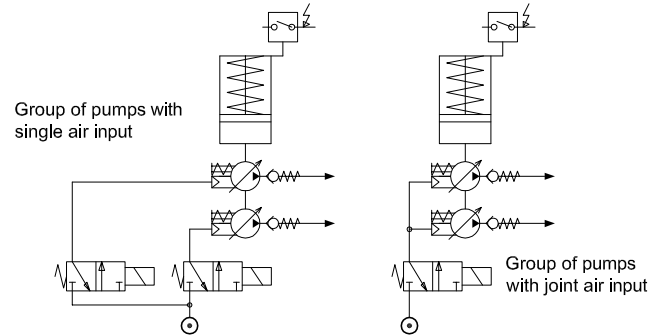 Group of pumps with
single air input
Group of pumps
with joint air input